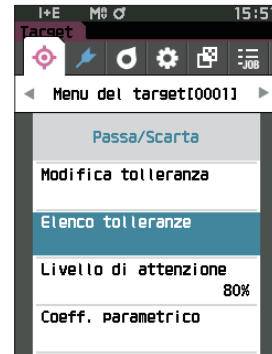 I+E M0 15:5
Target
-JOB
Menu del target[0001]
Passa/Scarta
Modifica tolleranza
Elenco tolleranze
Livello di attenzione
80%
Coeff. parametrico